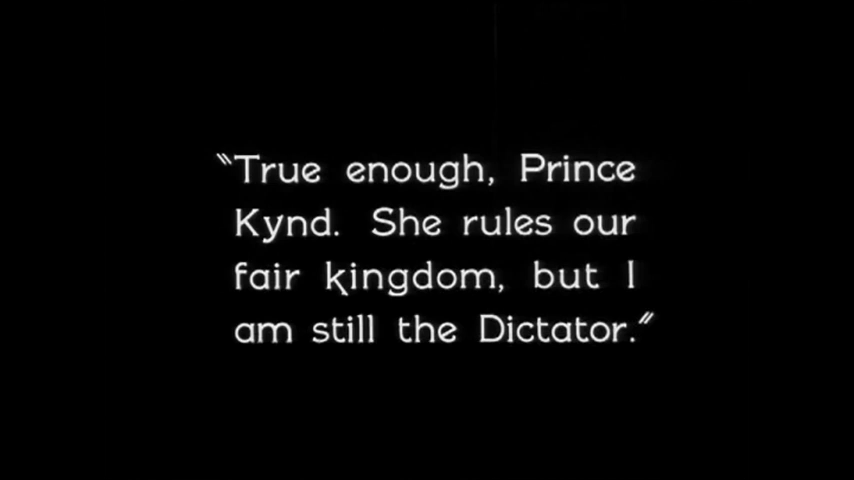 "True enough, Prince
Kynd. She rules our
fair kingdom, but I
am still the Dictator."